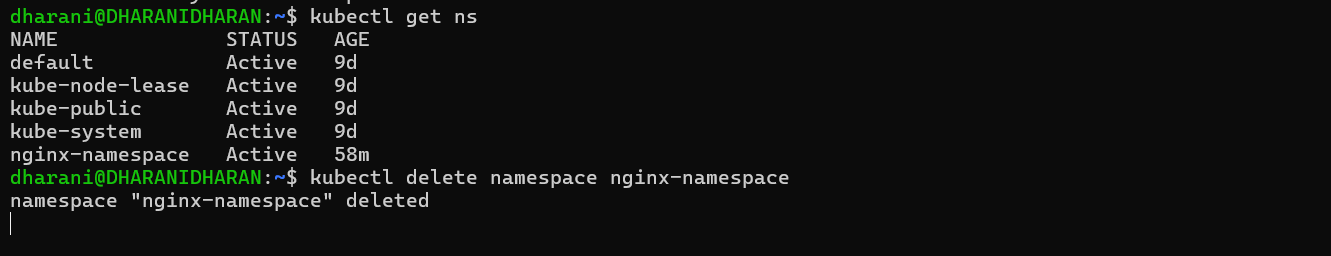 dharani@DHARANIDHARAN:~$ kubectl get ns
NAME              STATUS   AGE
default           Active   9d
kube-node-lease   Active   9d
kube-public       Active   9d
kube-system       Active   9d
nginx-namespace   Active   58m
dharani@DHARANIDHARAN:~$ kubectl delete namespace nginx-namespace
namespace "nginx-namespace" deleted